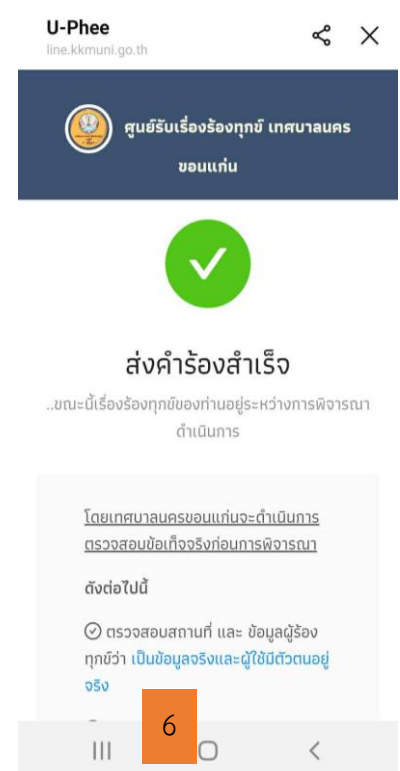 U-Phee
line.kkmuni.go.th
ศูนย์รับเรื่องร้องทุกข์ เทศบาลนคร
ขอนแก่น
ส่งคำร้องสำเร็จ
..ขณะนี้เรื่องร้องทุกข์ของท่านอยู่ระหว่างการพิจารณา
ดำเนินการ
โดยเทศบาลนครขอนแก่นจะดำเนินการ
ตรวจสอบข้อเท็จจริงก่อนการพิจารณา
ดังต่อไปนี้
ตรวจสอบสถานที่ และ ข้อมูลผู้ร้อง
ทุกข์ว่า เป็นข้อมูลจริงและผู้ใช้มีตัวตนอยู่
จริง
6